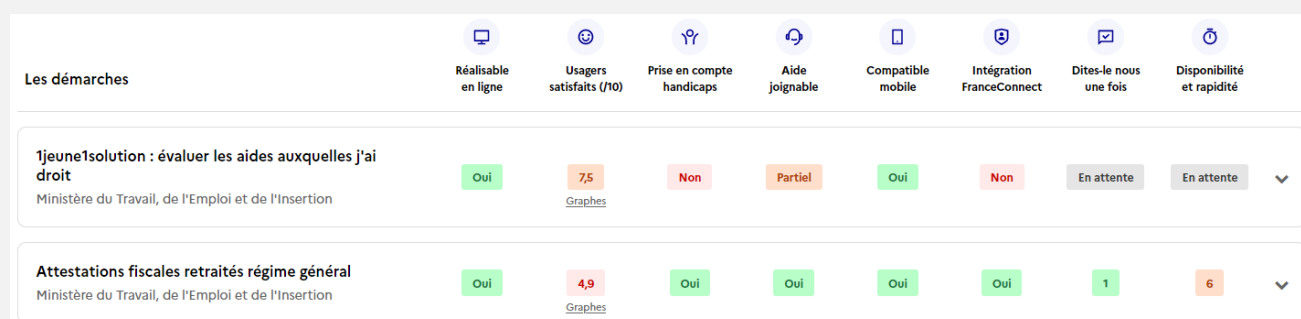 Les démarches
Réalisable
en ligne
Usagers
satisfaits (/10)
Prise en compte
handicaps
Aide
joignable
Compatible
mobile
Intégration
FranceConnect
Dites-le nous
une fois
Disponibilité
et rapidité
1jeune1solution : évaluer les aides auxquelles j'ai
droit
Ministère du Travail, de l'Emploi et de l'Insertion
Oui
7,5
Graphes
Non
Partiel
Oui
Non
En attente
En attente
Attestations fiscales retraités régime général
Ministère du Travail, de l'Emploi et de l'Insertion
Oui
4,9
Graphes
Oui
Oui
Oui
Oui
1
6